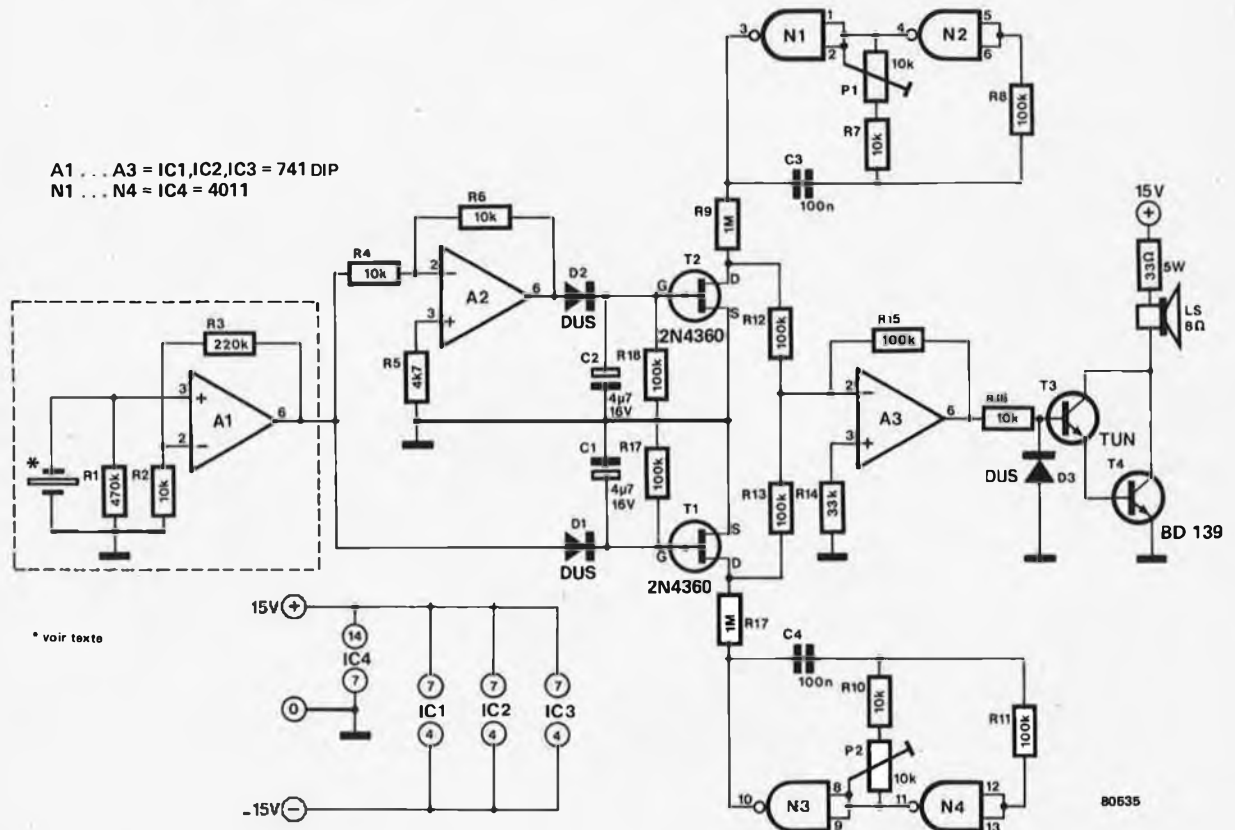 A1 . . . A3 = IC1,IC2,IC3 = 741 DIP
N1 . . . N4 = IC4 = 4011
3
N1
1
2
4
N2
5
6
10k
P1
R7
10k
R8
100k
C3
100n
R9
1M
R6
10k
R4
10k
2
3
A2
6
R5
4k7
D2
DUS
T2
G
D
S
2N4360
C2
4µ7
16V
R18
100k
R12
100k
R15
100k
15V
+
33Ω
5W
LS
8Ω
R3
220k
3
2
A1
6
*
R1
470k
R2
10k
C1
4µ7
16V
R17
100k
R13
100k
2
3
A3
6
R14
33k
10k
T3
TUN
DUS
D3
T4
BD 139
D1
DUS
T1
G
S
D
2N4360
R17
1M
C4
100n
R10
10k
R11
100k
P2
10k
10
N3
8
9
11
N4
12
13
* voir texte
15V +
14
IC4
7
0
7
IC1
4
7
IC2
4
7
IC3
4
-15V −
80535